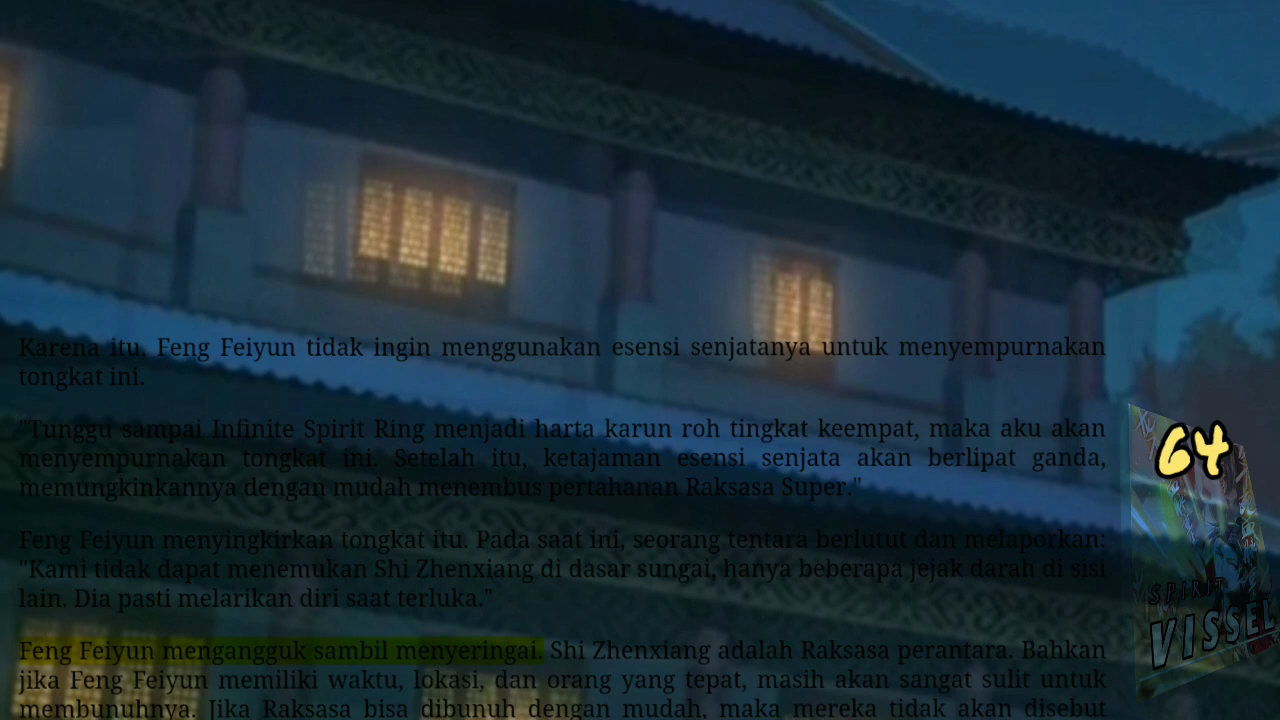 Karena itu, Feng Feiyun tidak ingin menggunakan esensi senjatanya untuk menyempurnakan
tongkat ini.
"Tunggu sampai Infinite Spirit Ring menjadi harta karun roh tingkat keempat, maka aku akan
menyempurnakan tongkat ini. Setelah itu, ketajaman esensi senjata akan berlipat ganda,
memungkinkannya dengan mudah menembus pertahanan Raksasa Super."
Feng Feiyun menyingkirkan tongkat itu. Pada saat ini, seorang tentara berlutut dan melaporkan:
"Kami tidak dapat menemukan Shi Zhenxiang di dasar sungai, hanya beberapa jejak darah di sisi
lain. Dia pasti melarikan diri saat terluka."
Feng Feiyun mengangguk sambil menyeringai. Shi Zhenxiang adalah Raksasa perantara. Bahkan
jika Feng Feiyun memiliki waktu, lokasi, dan orang yang tepat, masih akan sangat sulit untuk
membunuhnya. Jika Raksasa bisa dibunuh dengan mudah, maka mereka tidak akan disebut
64
SPIRIT
VISSEL